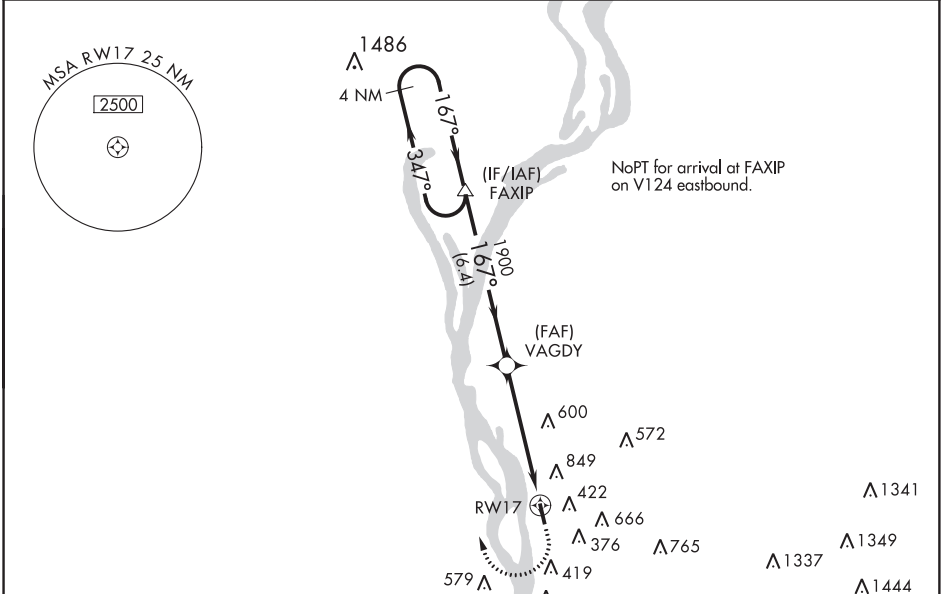 MSA RW17 25 NM
2500
1486
4 NM
167°
347°
(IF/IAF)
FAXIP
NoPT for arrival at FAXIP
on V124 eastbound.
1900
167°
(6.4)
(FAF)
VAGDY
600
572
849
1341
422
RW17
666
376
765
1349
1337
419
579
1444